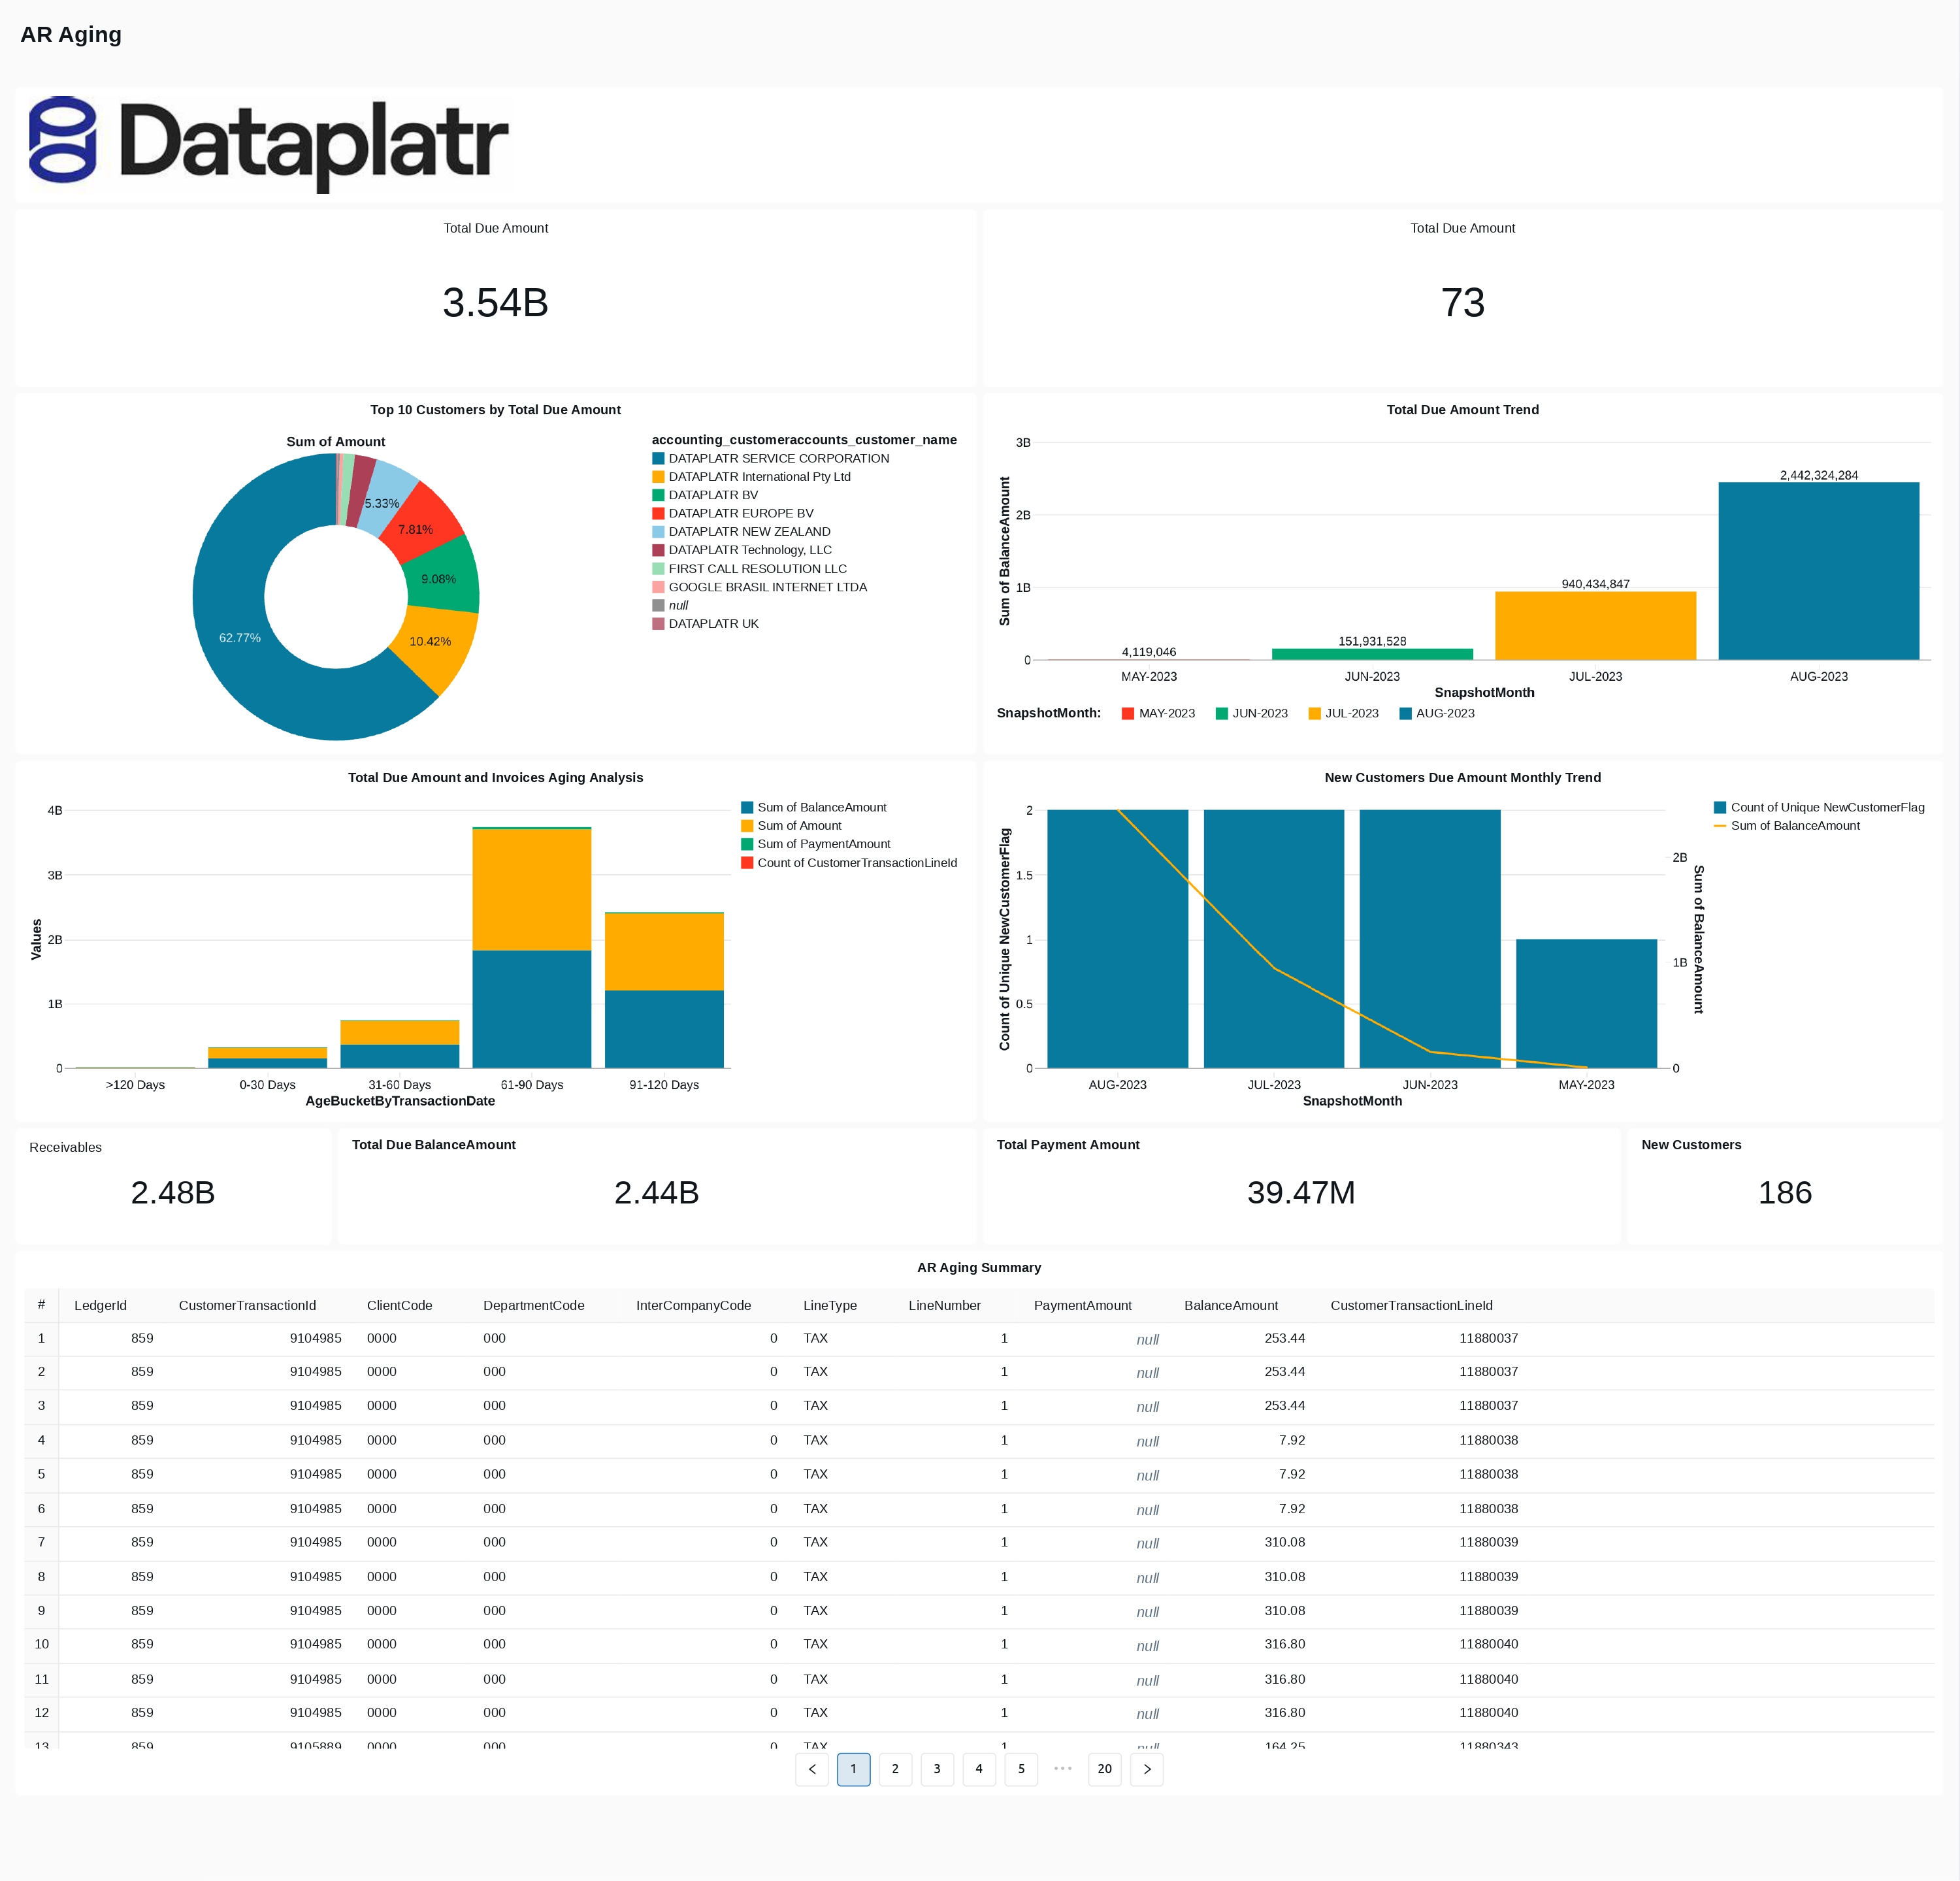 AR Aging
Dataplatr
Total Due Amount
3.54B
Total Due Amount
73
Top 10 Customers by Total Due Amount
Sum of Amount
5.33%
7.81%
9.08%
10.42%
62.77%
accounting_customeraccounts_customer_name
DATAPLATR SERVICE CORPORATION
DATAPLATR International Pty Ltd
DATAPLATR BV
DATAPLATR EUROPE BV
DATAPLATR NEW ZEALAND
DATAPLATR Technology, LLC
FIRST CALL RESOLUTION LLC
GOOGLE BRASIL INTERNET LTDA
null
DATAPLATR UK
Total Due Amount Trend
Sum of BalanceAmount
3B
2B
1B
0
4,119,046
151,931,528
940,434,847
2,442,324,284
MAY-2023 JUN-2023 JUL-2023 AUG-2023
SnapshotMonth
SnapshotMonth: MAY-2023 JUN-2023 JUL-2023 AUG-2023
Total Due Amount and Invoices Aging Analysis
Values
4B
3B
2B
1B
0
>120 Days 0-30 Days 31-60 Days 61-90 Days 91-120 Days
AgeBucketByTransactionDate
Sum of BalanceAmount
Sum of Amount
Sum of PaymentAmount
Count of CustomerTransactionLineId
New Customers Due Amount Monthly Trend
Count of Unique NewCustomerFlag
2
1.5
1
0.5
0
AUG-2023 JUL-2023 JUN-2023 MAY-2023
SnapshotMonth
2B
1B
0
Sum of BalanceAmount
Count of Unique NewCustomerFlag
Sum of BalanceAmount
Receivables
2.48B
Total Due BalanceAmount
2.44B
Total Payment Amount
39.47M
New Customers
186
AR Aging Summary
# LedgerId CustomerTransactionId ClientCode DepartmentCode InterCompanyCode LineType LineNumber PaymentAmount BalanceAmount CustomerTransactionLineId
1 859 9104985 0000 000 0 TAX 1 null 253.44 11880037
2 859 9104985 0000 000 0 TAX 1 null 253.44 11880037
3 859 9104985 0000 000 0 TAX 1 null 253.44 11880037
4 859 9104985 0000 000 0 TAX 1 null 7.92 11880038
5 859 9104985 0000 000 0 TAX 1 null 7.92 11880038
6 859 9104985 0000 000 0 TAX 1 null 7.92 11880038
7 859 9104985 0000 000 0 TAX 1 null 310.08 11880039
8 859 9104985 0000 000 0 TAX 1 null 310.08 11880039
9 859 9104985 0000 000 0 TAX 1 null 310.08 11880039
10 859 9104985 0000 000 0 TAX 1 null 316.80 11880040
11 859 9104985 0000 000 0 TAX 1 null 316.80 11880040
12 859 9104985 0000 000 0 TAX 1 null 316.80 11880040
13 859 9105889 0000 000 0 TAX 1 null 164.25 11880343
1 2 3 4 5 ••• 20